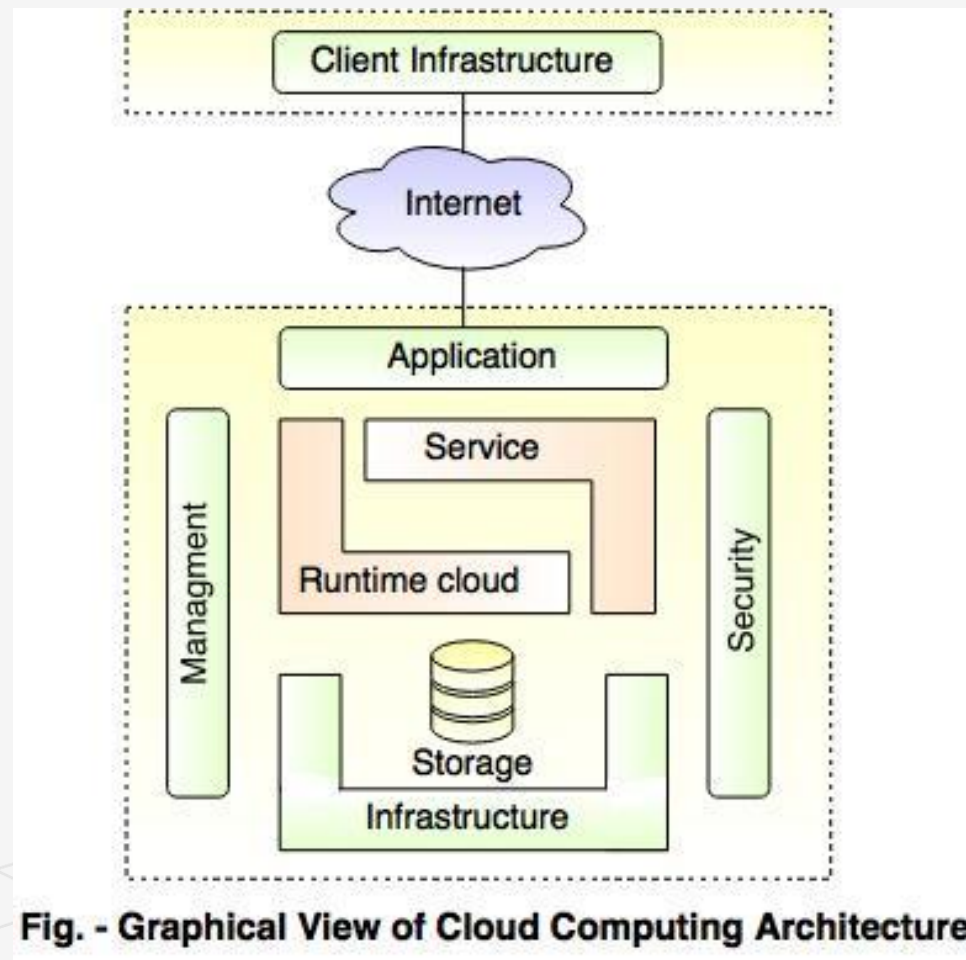 Client Infrastructure
Internet
Application
Service
Managment
Runtime cloud
Security
Storage
Infrastructure
Fig. - Graphical View of Cloud Computing Architecture